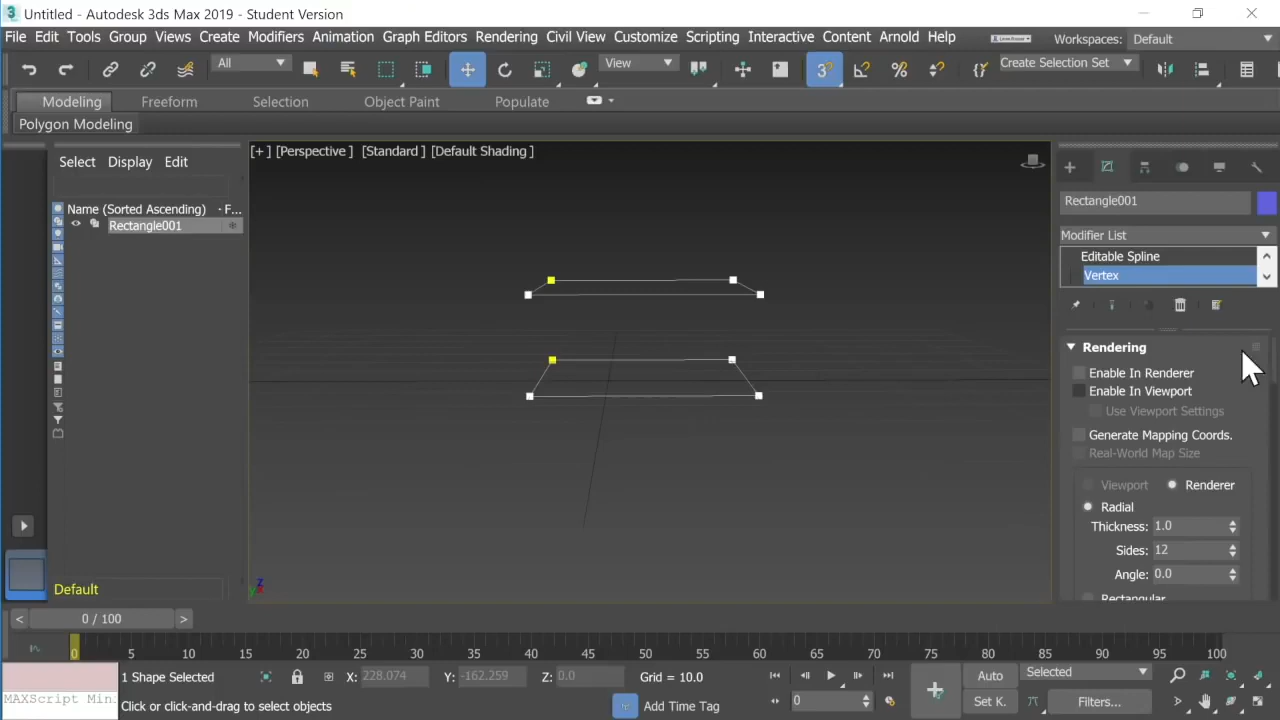 Untitled - Autodesk 3ds Max 2019 - Student Version
File Edit Tools Group Views Create Modifiers Animation Graph Editors Rendering Civil View Customize Scripting Interactive Content Arnold Help
Workspaces: Default
All
View
Create Selection Set
Modeling Freeform Selection Object Paint Populate
Polygon Modeling
Select Display Edit
[+ ] [Perspective ] [Standard ] [Default Shading ]
Name (Sorted Ascending) F...
Rectangle001
Rectangle001
Modifier List
Editable Spline
Vertex
Rendering
Enable In Renderer
Enable In Viewport
Use Viewport Settings
Generate Mapping Coords.
Real-World Map Size
Viewport Renderer
Radial
Thickness: 1.0
Sides: 12
Angle: 0.0
Rectangular
Default
z
< 0 / 100 >
0 5 10 15 20 25 30 35 40 45 50 55 60 65 70 75 80 85 90 95 100
1 Shape Selected
X: 228.074 Y: -162.259 Z: 0.0 Grid = 10.0
Auto Selected
MAXScript Min
Click or click-and-drag to select objects
Add Time Tag
0
Set K. Filters...